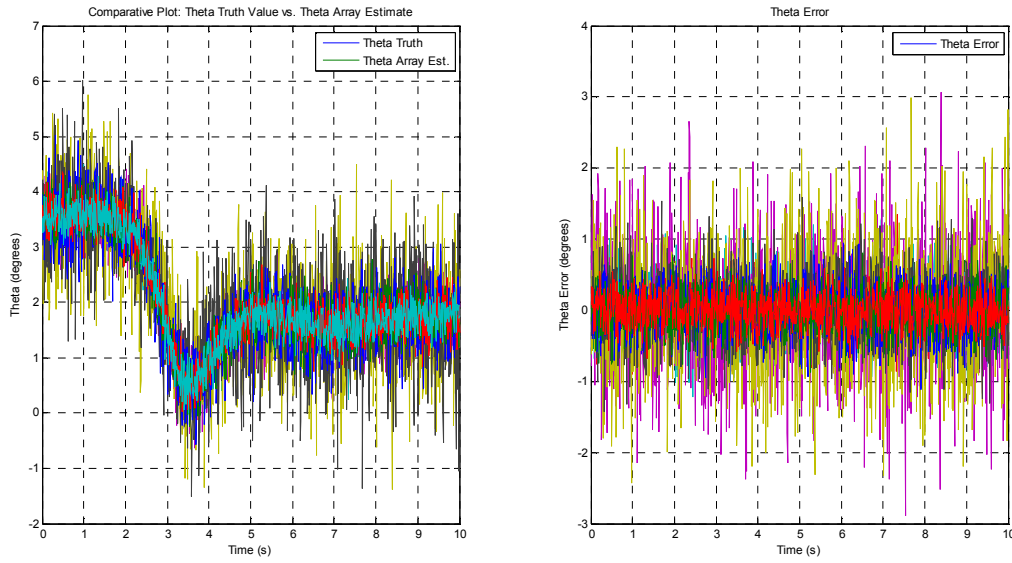 Comparative Plot: Theta Truth Value vs. Theta Array Estimate
Theta Truth
Theta Array Est.
Theta (degrees)
7
6
5
4
3
2
1
0
-1
-2
0 1 2 3 4 5 6 7 8 9 10
Time (s)
Theta Error
Theta Error
Theta Error (degrees)
4
3
2
1
0
-1
-2
-3
0 1 2 3 4 5 6 7 8 9 10
Time (s)